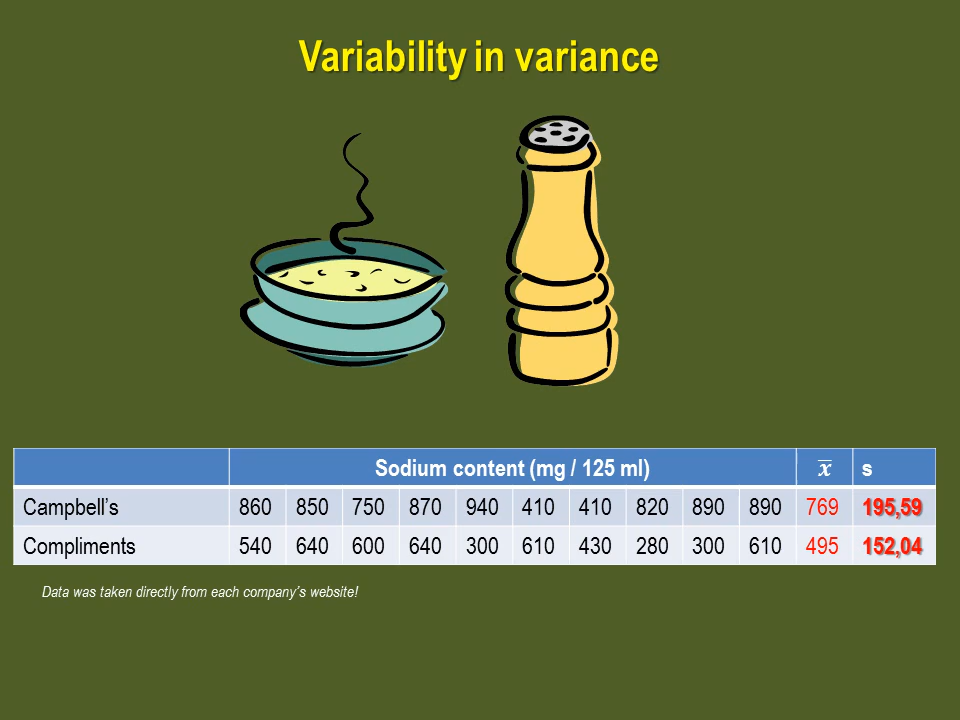 Variability in variance
Sodium content (mg / 125 ml) x̅ s
Campbell’s 860 850 750 870 940 410 410 820 890 890 769 195,59
Compliments 540 640 600 640 300 610 430 280 300 610 495 152,04
Data was taken directly from each company’s website!